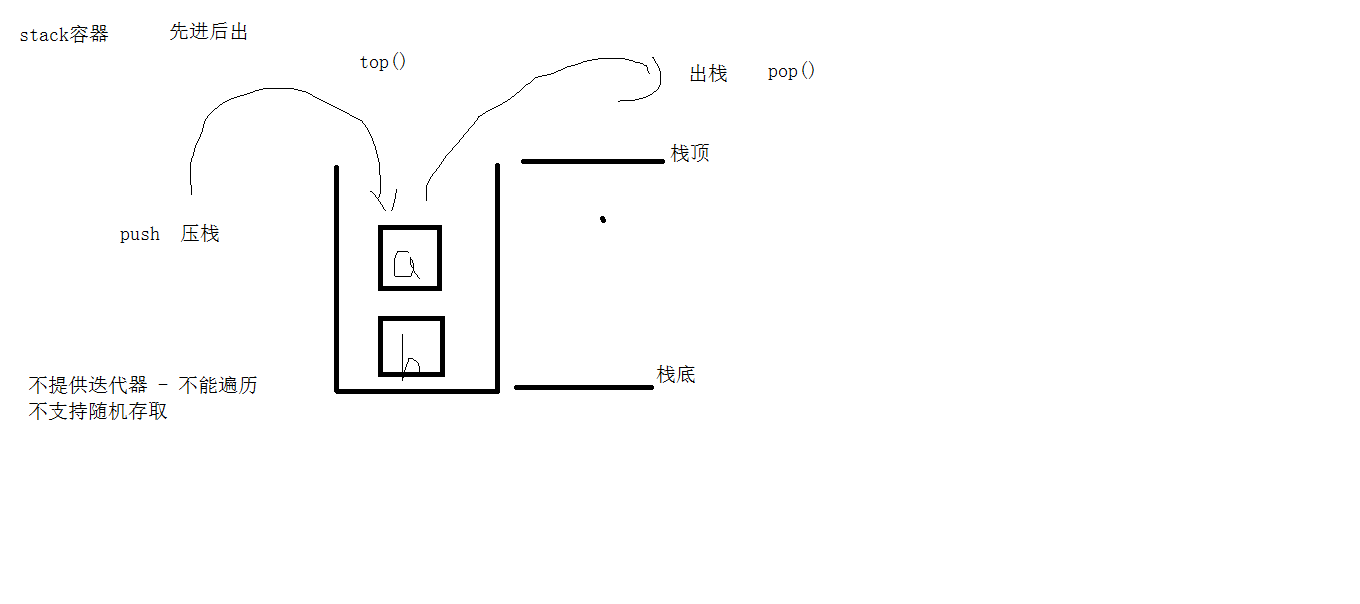 stack容器 先进后出
top()
出栈 pop()
栈顶
push 压栈
a
b
栈底
不提供迭代器 - 不能遍历
不支持随机存取